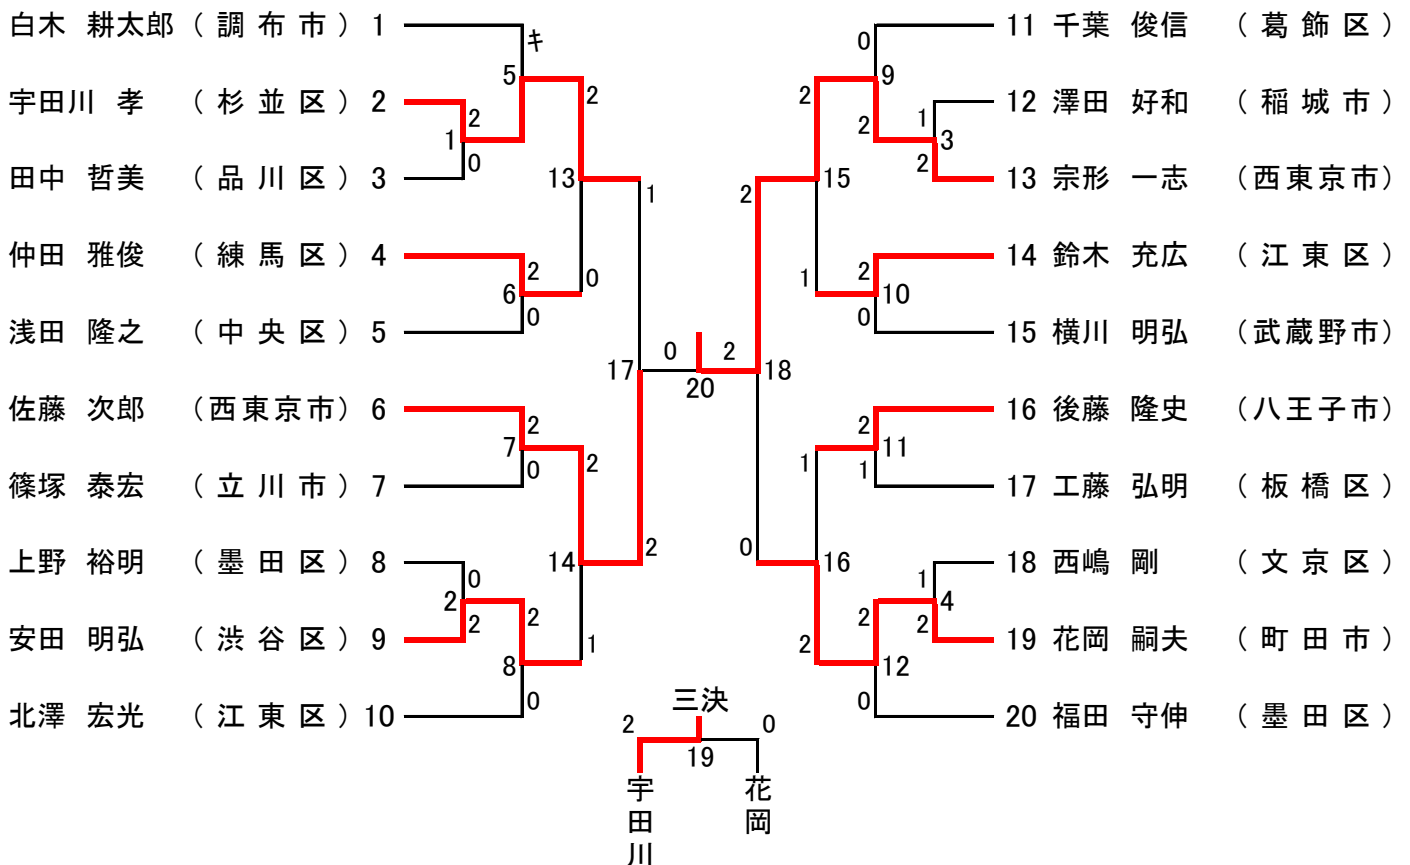 白木 耕太郎 (調布市) 1
キ
5
2
宇田川 孝 (杉並区) 2
2
1
0
田中 哲美 (品川区) 3
13
1
仲田 雅俊 (練馬区) 4
2
6
0
0
浅田 隆之 (中央区) 5
17
0
20
2
18
佐藤 次郎 (西東京市) 6
2
7
0
2
篠塚 泰宏 (立川市) 7
14
2
上野 裕明 (墨田区) 8
0
2
2
2
安田 明弘 (渋谷区) 9
8
1
0
北澤 宏光 (江東区) 10
11 千葉 俊信 (葛飾区)
0
9
2
2
12 澤田 好和 (稲城市)
1
3
2
13 宗形 一志 (西東京市)
2
15
14 鈴木 充広 (江東区)
1
2
10
0
15 横川 明弘 (武蔵野市)
16 後藤 隆史 (八王子市)
2
11
1
1
17 工藤 弘明 (板橋区)
0
16
18 西嶋 剛 (文京区)
1
4
2
2
2
19 花岡 嗣夫 (町田市)
12
0
20 福田 守伸 (墨田区)
三決
2
0
19
宇田川
花岡